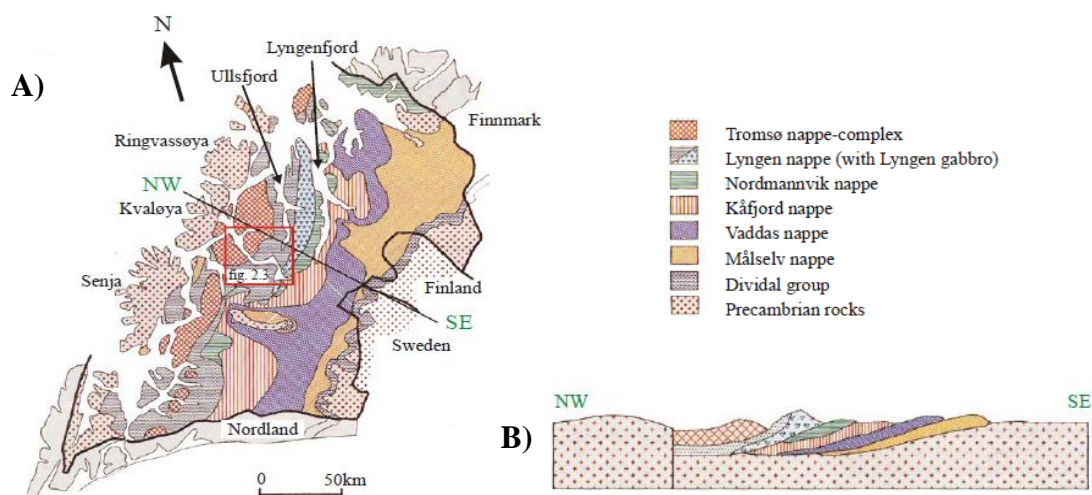 A)
N
Lyngenfjord
Ullsfjord
Finnmark
Ringvassøya
NW
Kvaløya
fig. 2.3
Senja
Finland
SE
Sweden
Nordland
0 50km
Tromsø nappe-complex
Lyngen nappe (with Lyngen gabbro)
Nordmannvik nappe
Kåfjord nappe
Vaddas nappe
Målselv nappe
Dividal group
Precambrian rocks
B)
NW
SE